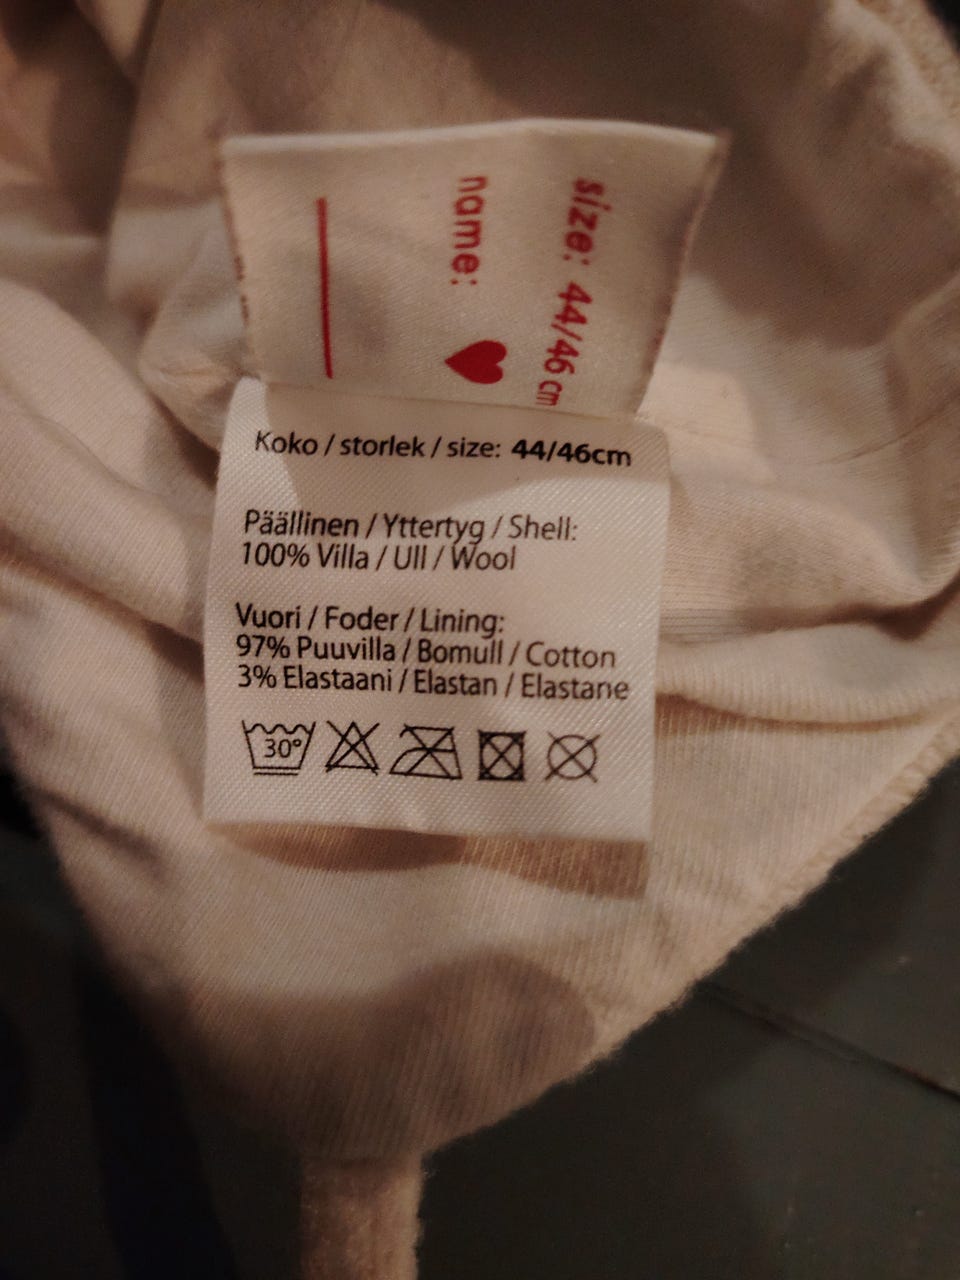 size: 44/46 cm
name:
Koko / storlek / size: 44/46cm
Päällinen / Yttertyg / Shell:
100% Villa / Ull / Wool
Vuori / Foder / Lining:
97% Puuvilla / Bomull / Cotton
3% Elastaani / Elastan / Elastane
30°